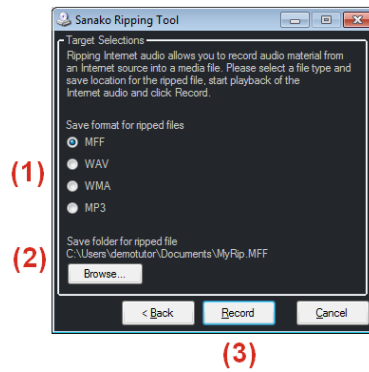 Sanako Ripping Tool
Target Selections
Ripping Internet audio allows you to record audio material from
an Internet source into a media file. Please select a file type and
save location for the ripped file, start playback of the
Internet audio and click Record.
Save format for ripped files
MFF
(1)
WAV
WMA
MP3
Save folder for ripped file
(2)
C:\Users\demotutor\Documents\MyRip.MFF
Browse...
< Back
Record
Cancel
(3)